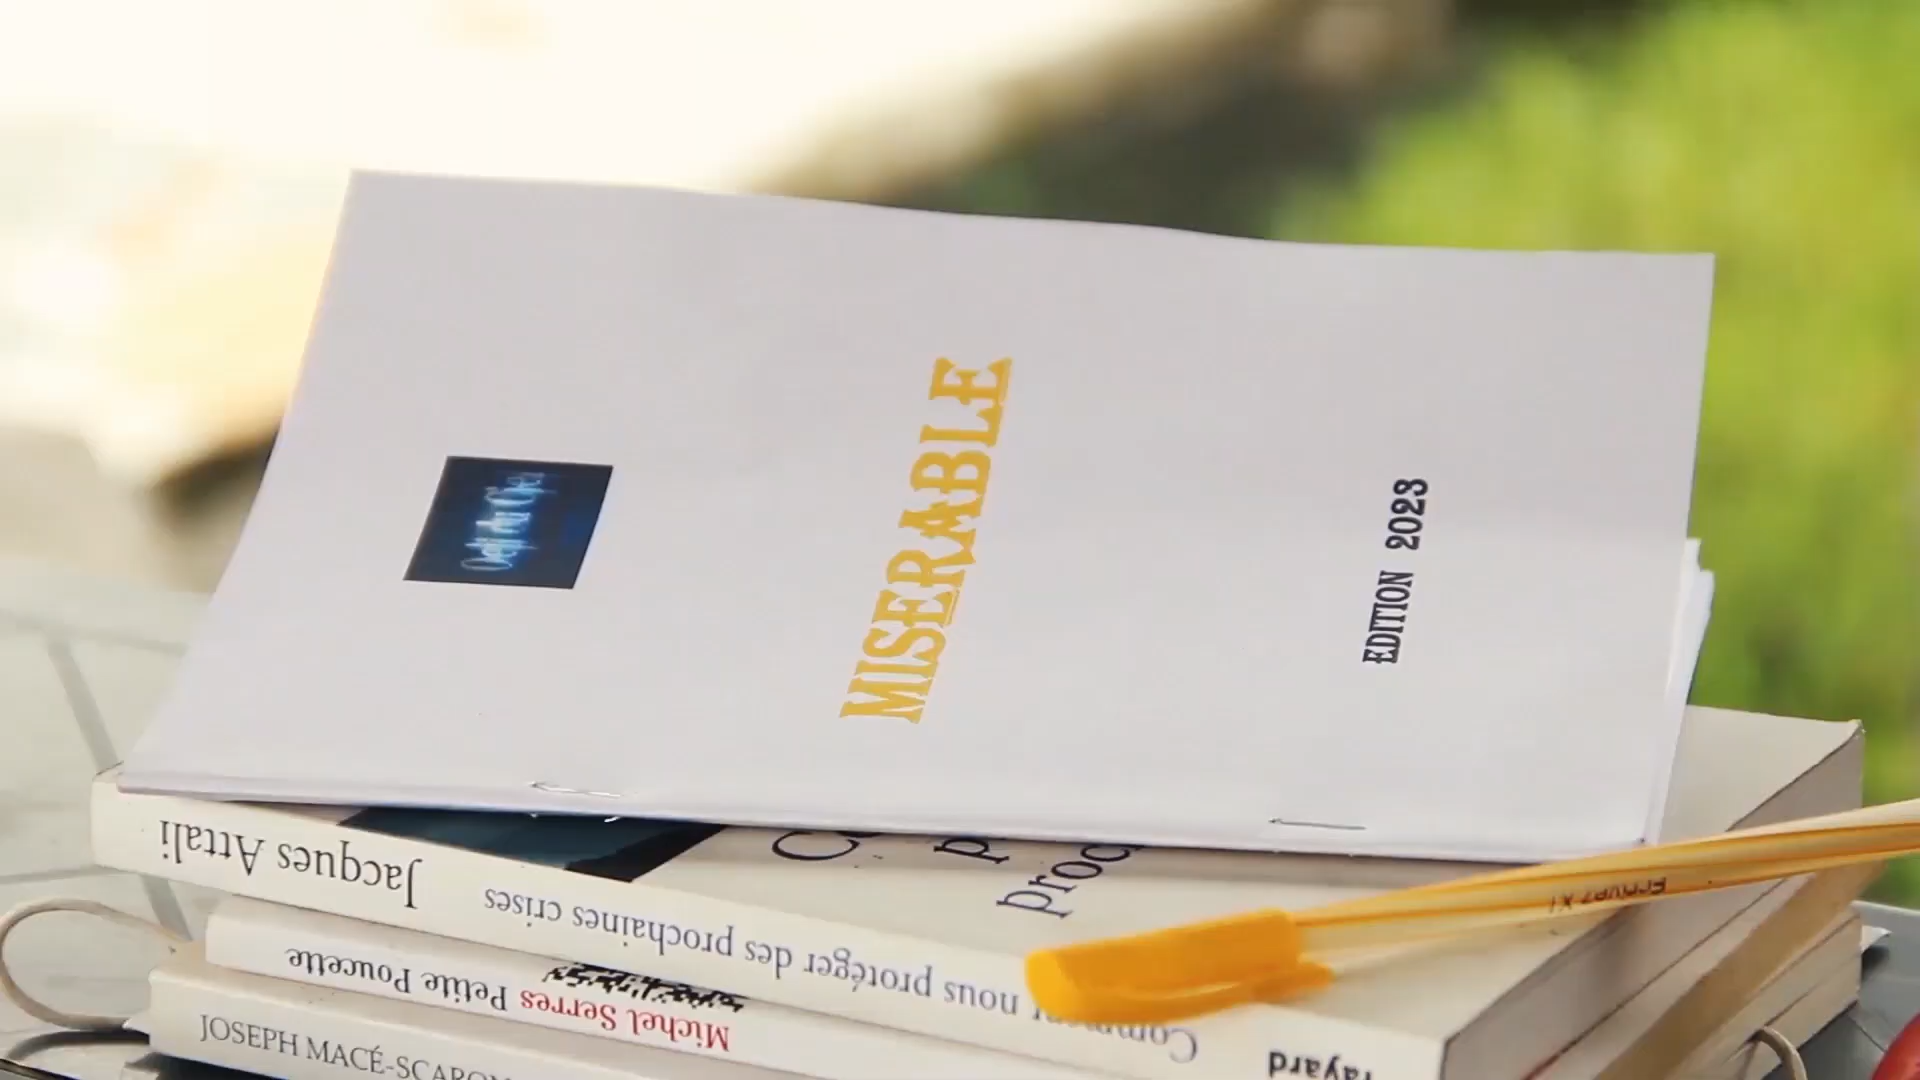 MISERABLE
EDITION 2023
C
p
proc
Jacques Attali
Comment nous protéger des prochaines crises
fayard
Michel Serres Petite Poucette
JOSEPH MACÉ-SCARON